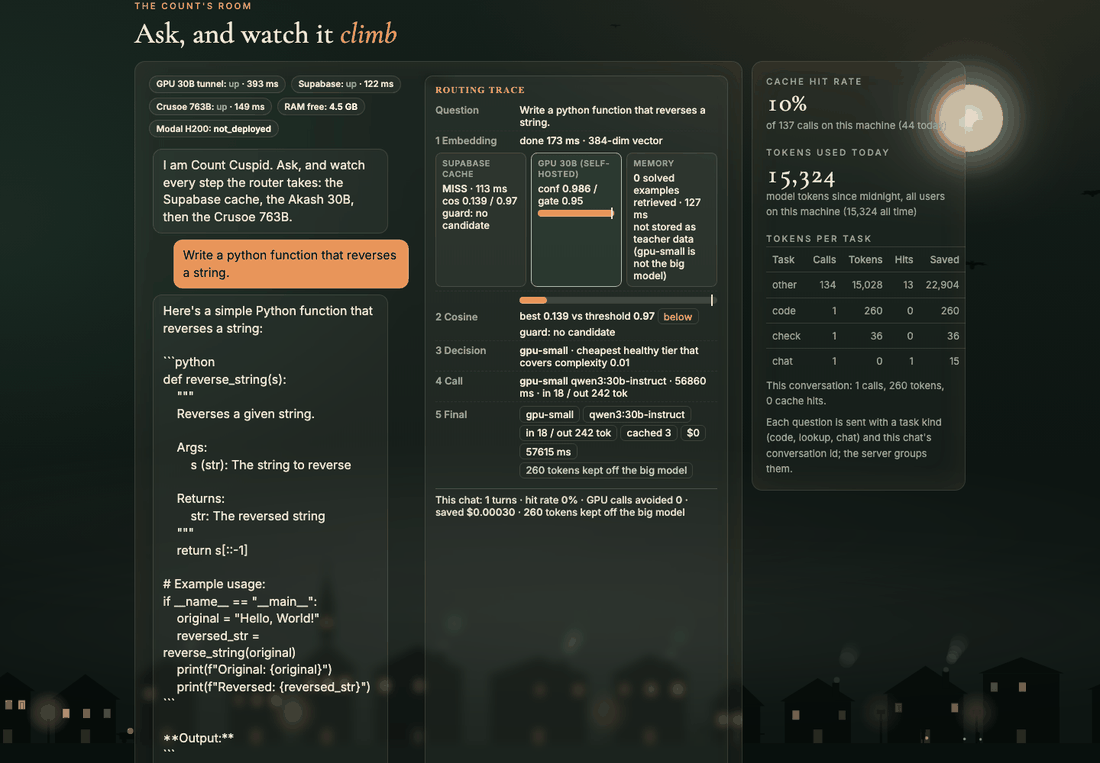 THE COUNT'S ROOM
Ask, and watch it climb
GPU 30B tunnel: up · 393 ms
Supabase: up · 122 ms
Crusoe 763B: up · 149 ms
RAM free: 4.5 GB
Modal H200: not_deployed
I am Count Cuspid. Ask, and watch
every step the router takes: the
Supabase cache, the Akash 30B,
then the Crusoe 763B.
Write a python function that reverses
a string.
Here's a simple Python function that
reverses a string:
```python
def reverse_string(s):
"""
Reverses a given string.
Args:
s (str): The string to reverse
Returns:
str: The reversed string
"""
return s[::-1]
# Example usage:
if __name__ == "__main__":
original = "Hello, World!"
reversed_str =
reverse_string(original)
print(f"Original: {original}")
print(f"Reversed: {reversed_str}")
```
**Output:**
```
ROUTING TRACE
Question
Write a python function that reverses a
string.
1 Embedding
done 173 ms · 384-dim vector
SUPABASE
CACHE
MISS · 113 ms
cos 0.139 / 0.97
guard: no
candidate
GPU 30B (SELF-
HOSTED)
conf 0.986 /
gate 0.95
MEMORY
0 solved
examples
retrieved · 127
ms
not stored as
teacher data
(gpu-small is
not the big
model)
2 Cosine
best 0.139 vs threshold 0.97 below
guard: no candidate
3 Decision
gpu-small · cheapest healthy tier that
covers complexity 0.01
4 Call
gpu-small qwen3:30b-instruct · 56860
ms · in 18 / out 242 tok
5 Final
gpu-small
qwen3:30b-instruct
in 18 / out 242 tok
cached 3
$0
57615 ms
260 tokens kept off the big model
This chat: 1 turns · hit rate 0% · GPU calls avoided 0 ·
saved $0.00030 · 260 tokens kept off the big model
CACHE HIT RATE
10%
of 137 calls on this machine (44 today)
TOKENS USED TODAY
15,324
model tokens since midnight, all users
on this machine (15,324 all time)
TOKENS PER TASK
Task Calls Tokens Hits Saved
other 134 15,028 13 22,904
code 1 260 0 260
check 1 36 0 36
chat 1 0 1 15
This conversation: 1 calls, 260 tokens,
0 cache hits.
Each question is sent with a task kind
(code, lookup, chat) and this chat's
conversation id; the server groups
them.